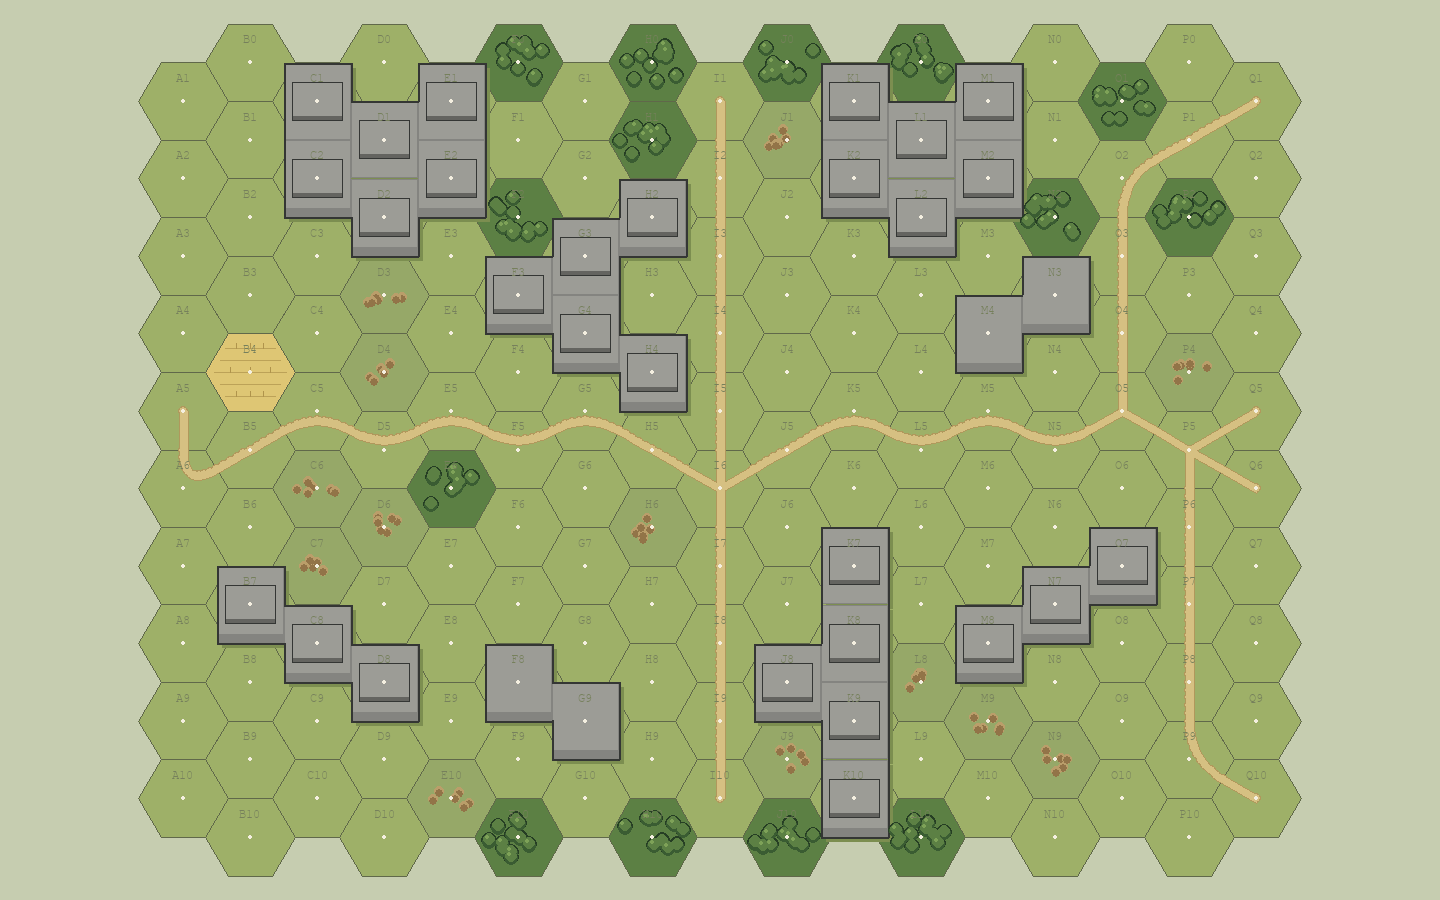 B0 D0 N0 P0
A1 C1 E1 G1 I1 K1 M1 Q1
B1 D1 F1 J1 L1 N1 P1
A2 C2 E2 G2 I2 K2 M2 O2 Q2
B2 D2 H2 J2 L2
A3 C3 E3 G3 I3 K3 M3 O3 Q3
B3 D3 F3 H3 J3 L3 N3 P3
A4 C4 E4 G4 I4 K4 M4 O4 Q4
B4 D4 F4 H4 J4 L4 N4 P4
A5 C5 E5 G5 I5 K5 M5 O5 Q5
B5 D5 F5 H5 J5 L5 N5 P5
A6 C6 G6 I6 K6 M6 O6 Q6
B6 D6 F6 H6 J6 L6 N6 P6
A7 C7 E7 G7 I7 K7 M7 O7 Q7
B7 D7 F7 H7 J7 L7 N7 P7
A8 C8 E8 G8 I8 K8 M8 O8 Q8
B8 D8 F8 H8 J8 L8 N8 P8
A9 C9 E9 G9 I9 K9 M9 O9 Q9
B9 D9 F9 H9 J9 L9 N9 P9
A10 C10 E10 G10 I10 K10 M10 O10 Q10
B10 D10 N10 P10